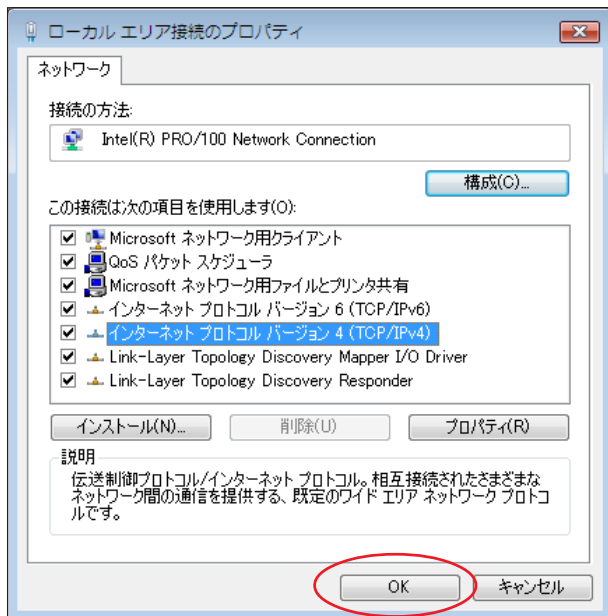 ローカル エリア接続のプロパティ
ネットワーク
接続の方法:
Intel(R) PRO/100 Network Connection
構成(C)...
この接続は次の項目を使用します(O):
Microsoft ネットワーク用クライアント
QoS パケット スケジューラ
Microsoft ネットワーク用ファイルとプリンタ共有
インターネット プロトコル バージョン 6 (TCP/IPv6)
インターネット プロトコル バージョン 4 (TCP/IPv4)
Link-Layer Topology Discovery Mapper I/O Driver
Link-Layer Topology Discovery Responder
インストール(N)...
削除(U)
プロパティ(R)
説明
伝送制御プロトコル/インターネット プロトコル。相互接続されたさまざまな
ネットワーク間の通信を提供する、既定のワイド エリア ネットワーク プロトコ
ルです。
OK
キャンセル